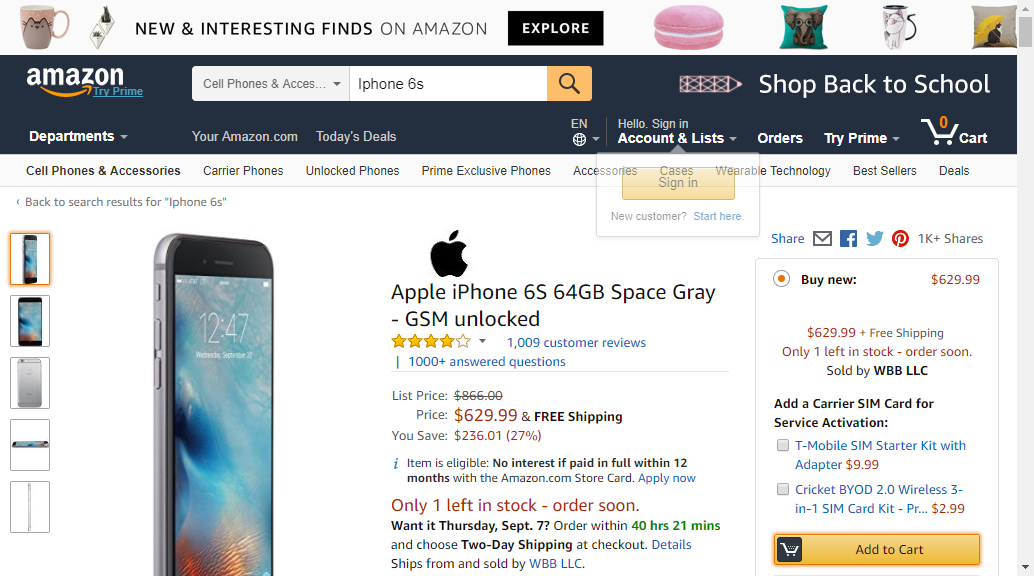 NEW & INTERESTING FINDS ON AMAZON EXPLORE
amazon
Try Prime
Cell Phones & Acces...
Iphone 6s
Shop Back to School
Departments
Your Amazon.com Today's Deals
EN
Hello. Sign in
Account & Lists
Orders
Try Prime
0
Cart
Cell Phones & Accessories Carrier Phones Unlocked Phones Prime Exclusive Phones Accessories Cases Wearable Technology Best Sellers Deals
Sign in
New customer? Start here.
‹ Back to search results for "Iphone 6s"
12:47
Wednesday, September
Apple iPhone 6S 64GB Space Gray
- GSM unlocked
1,009 customer reviews
| 1000+ answered questions
List Price: $866.00
Price: $629.99 & FREE Shipping
You Save: $236.01 (27%)
i Item is eligible: No interest if paid in full within 12
months with the Amazon.com Store Card. Apply now
Only 1 left in stock - order soon.
Want it Thursday, Sept. 7? Order within 40 hrs 21 mins
and choose Two-Day Shipping at checkout. Details
Ships from and sold by WBB LLC.
Share 1K+ Shares
Buy new: $629.99
$629.99 + Free Shipping
Only 1 left in stock - order soon.
Sold by WBB LLC
Add a Carrier SIM Card for
Service Activation:
T-Mobile SIM Starter Kit with
Adapter $9.99
Cricket BYOD 2.0 Wireless 3-
in-1 SIM Card Kit - Pr... $2.99
Add to Cart